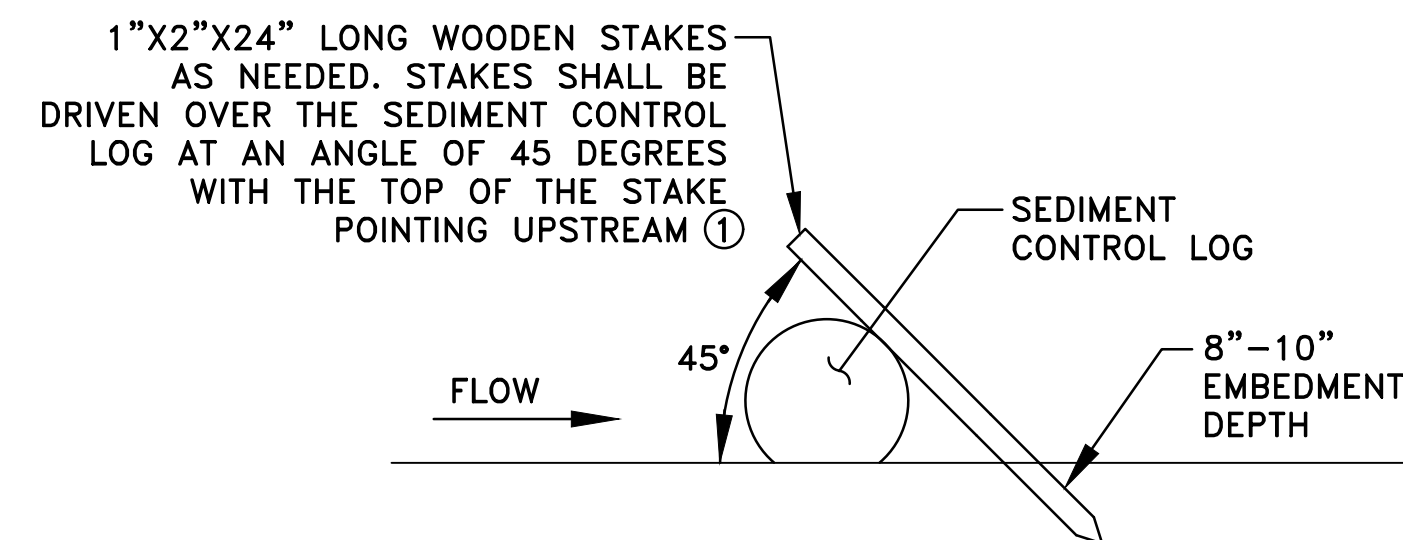 1”X2”X24” LONG WOODEN STAKES
AS NEEDED. STAKES SHALL BE
DRIVEN OVER THE SEDIMENT CONTROL
LOG AT AN ANGLE OF 45 DEGREES
WITH THE TOP OF THE STAKE
POINTING UPSTREAM ①
SEDIMENT
CONTROL LOG
45°
8”–10”
EMBEDMENT
DEPTH
FLOW